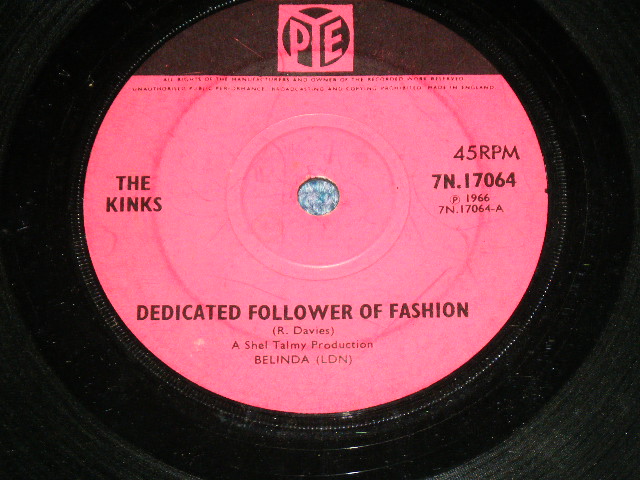 PYE
ALL RIGHTS OF THE MANUFACTURERS AND OWNER OF THE RECORDED WORK RESERVED
UNAUTHORISED PUBLIC PERFORMANCE, BROADCASTING AND COPYING PROHIBITED. MADE IN ENGLAND
45RPM
THE
KINKS
7N.17064
Ⓟ 1966
7N.17064-A
DEDICATED FOLLOWER OF FASHION
(R. Davies)
A Shel Talmy Production
BELINDA (LDN)